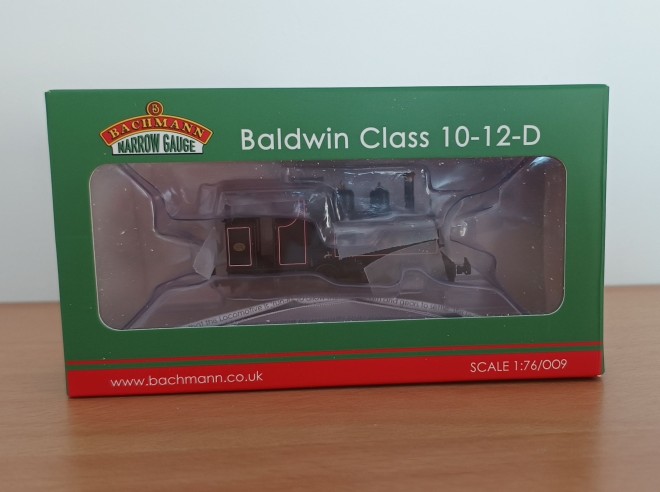 BACHMANN
NARROW GAUGE
Baldwin Class 10-12-D
www.bachmann.co.uk
SCALE 1:76/009